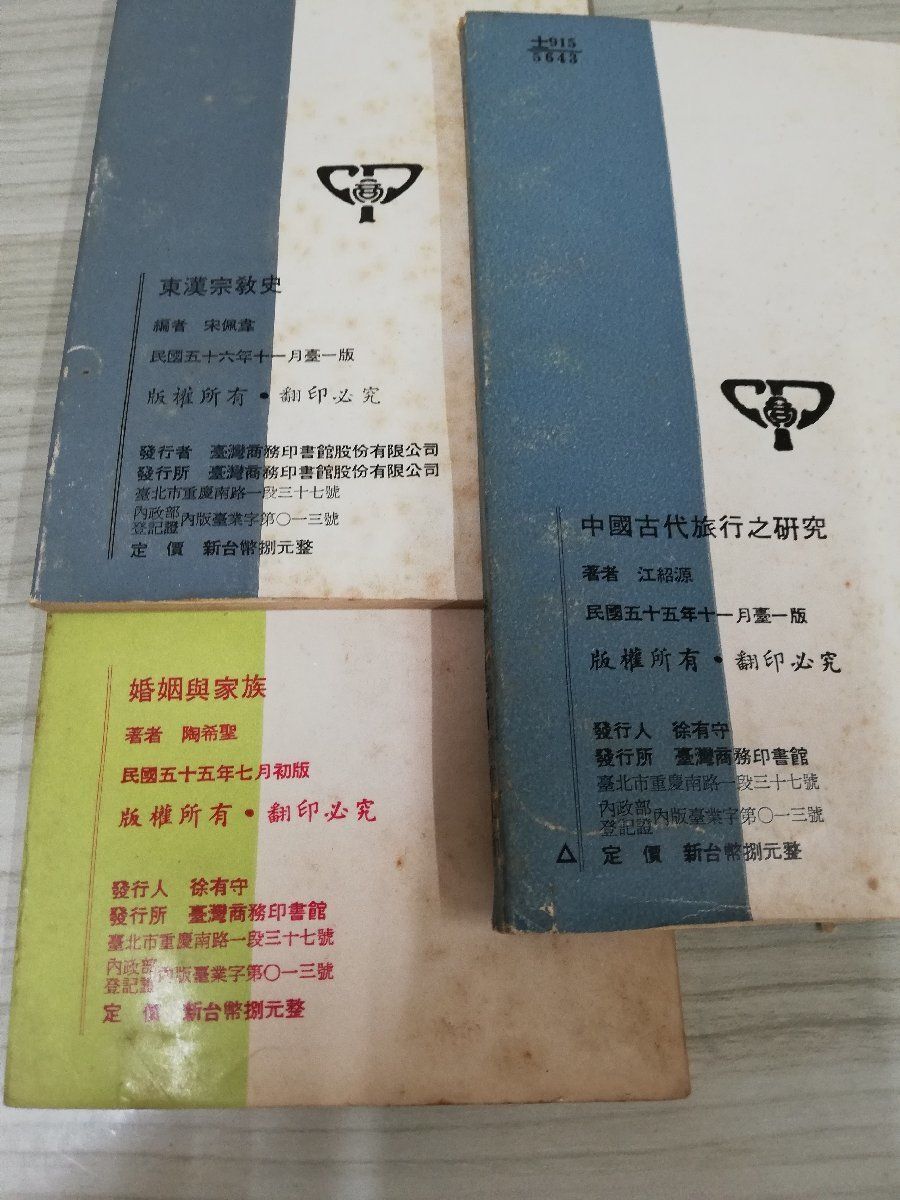 東漢宗教史
編者 宋佩韋
民國五十六年十一月臺一版
版權所有・翻印必究
發行者 臺灣商務印書館股份有限公司
發行所 臺灣商務印書館股份有限公司
臺北市重慶南路一段三十七號
內政部登記證內版臺業字第〇一三號
定價 新台幣捌元整
士915
5643
中國古代旅行之研究
著者 江紹源
民國五十五年十一月臺一版
版權所有・翻印必究
發行人 徐有守
發行所 臺灣商務印書館
臺北市重慶南路一段三十七號
內政部登記證內版臺業字第〇一三號
△ 定價 新台幣捌元整
婚姻與家族
著者 陶希聖
民國五十五年七月初版
版權所有・翻印必究
發行人 徐有守
發行所 臺灣商務印書館
臺北市重慶南路一段三十七號
內政部登記證內版臺業字第〇一三號
定價 新台幣捌元整